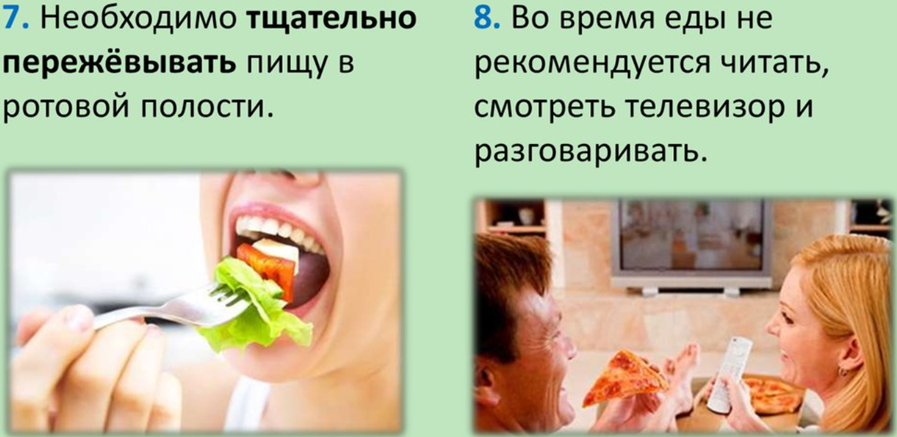 7. Необходимо тщательно
пережёвывать пищу в
ротовой полости.
8. Во время еды не
рекомендуется читать,
смотреть телевизор и
разговаривать.